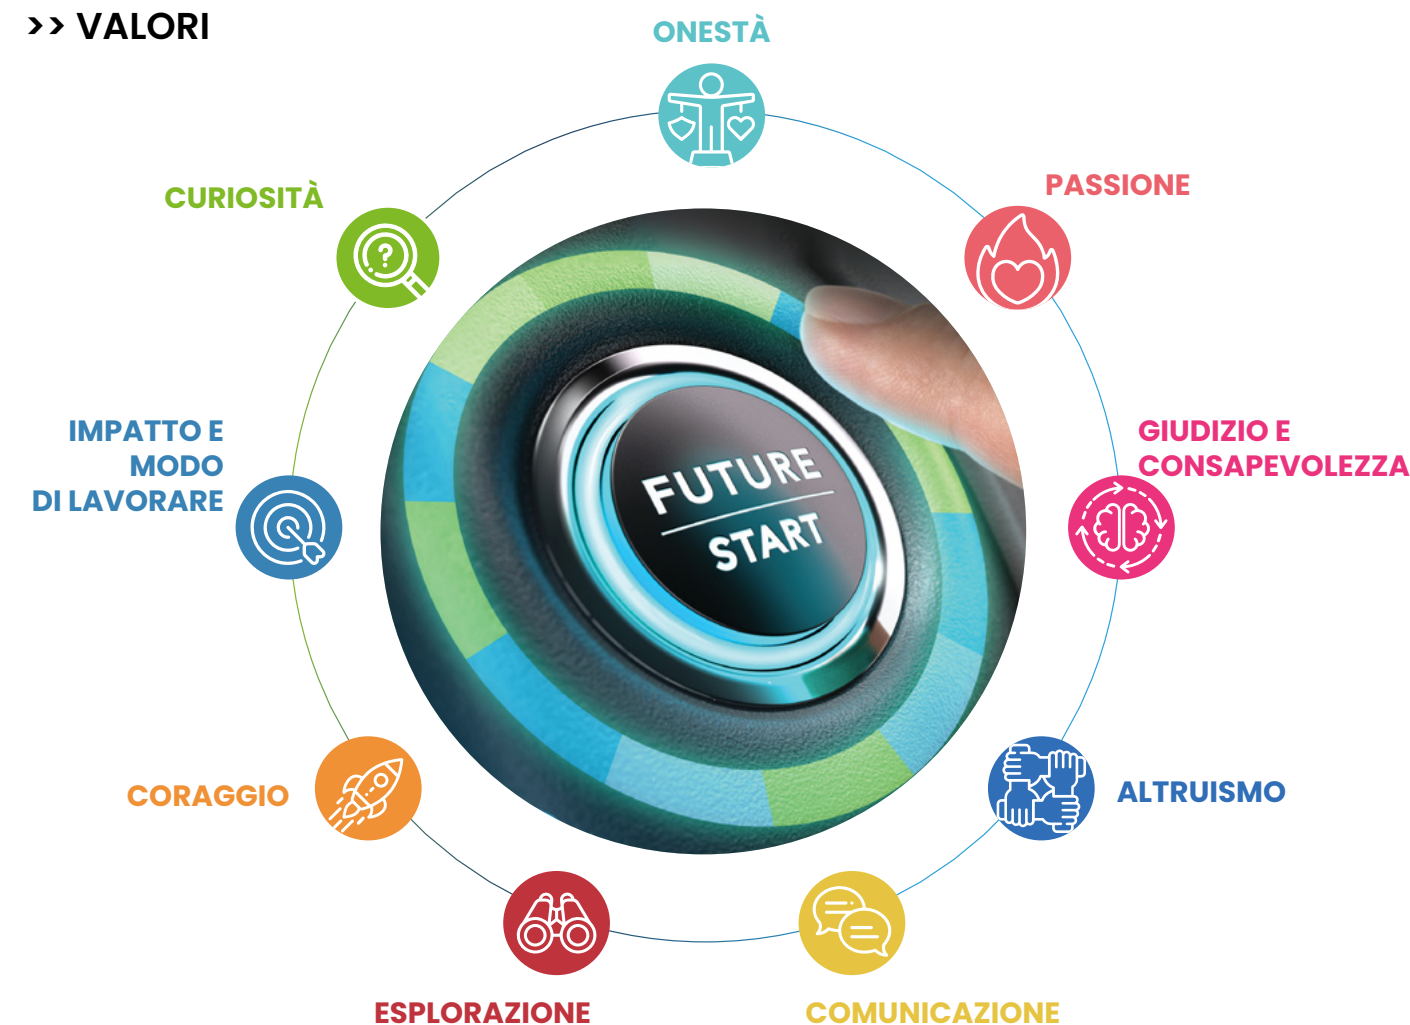 >> VALORI
ONESTÀ
PASSIONE
GIUDIZIO E
CONSAPEVOLEZZA
ALTRUISMO
COMUNICAZIONE
ESPLORAZIONE
CORAGGIO
IMPATTO E
MODO
DI LAVORARE
CURIOSITÀ
?
FUTURE
START